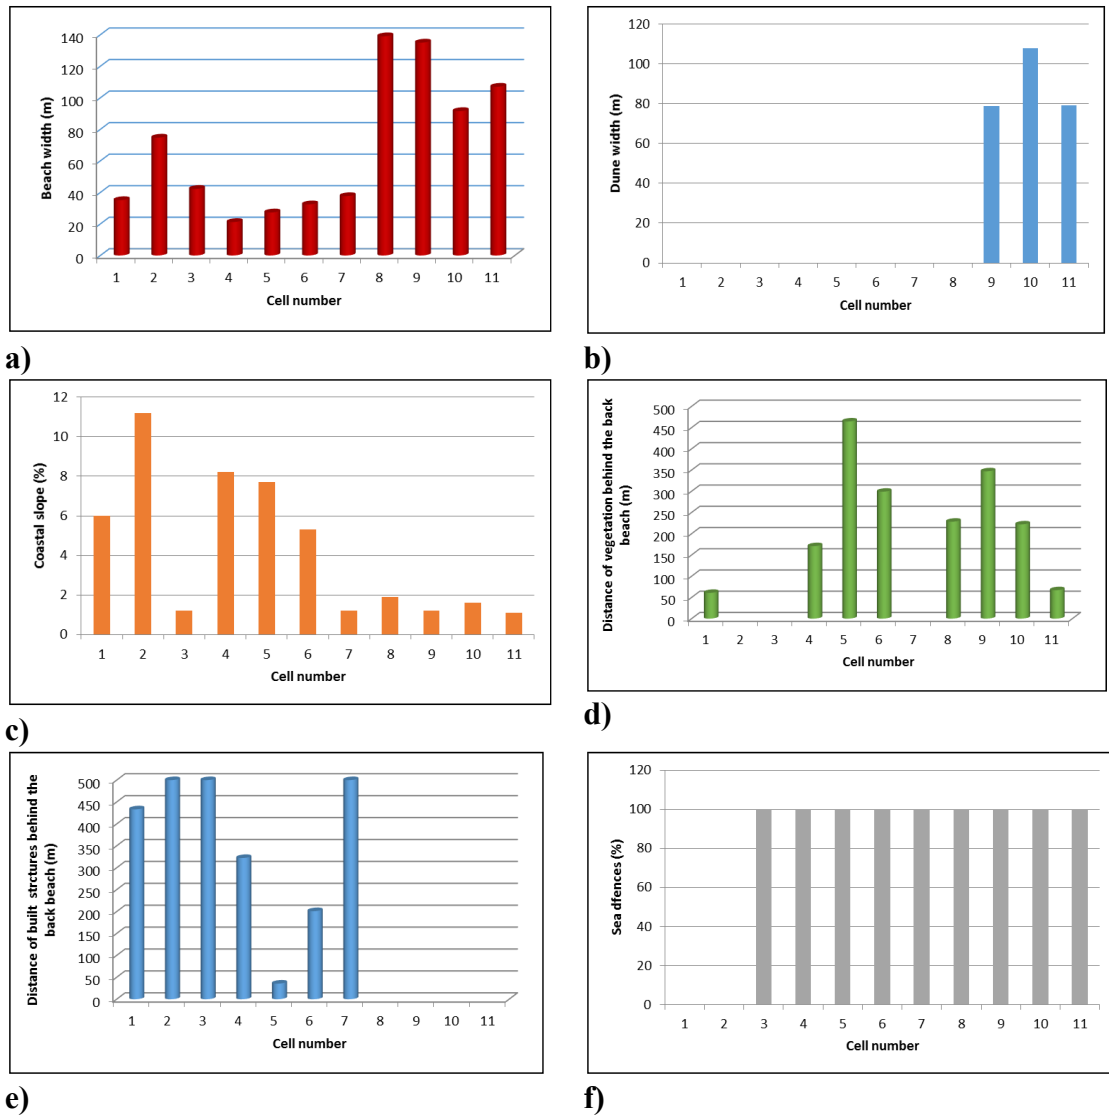 140
120
100
80
60
40
20
0
Beach width (m)
1 2 3 4 5 6 7 8 9 10 11
Cell number
a)
120
100
80
60
40
20
0
Dune width (m)
1 2 3 4 5 6 7 8 9 10 11
Cell number
b)
12
10
8
6
4
2
0
Coastal slope (%)
1 2 3 4 5 6 7 8 9 10 11
Cell number
c)
500
450
400
350
300
250
200
150
100
50
0
Distance of vegetation behind the back
beach (m)
1 2 3 4 5 6 7 8 9 10 11
Cell number
d)
500
450
400
350
300
250
200
150
100
50
0
Distance of built strctures behind the
back beach (m)
1 2 3 4 5 6 7 8 9 10 11
Cell number
e)
120
100
80
60
40
20
0
Sea dfences (%)
1 2 3 4 5 6 7 8 9 10 11
Cell number
f)